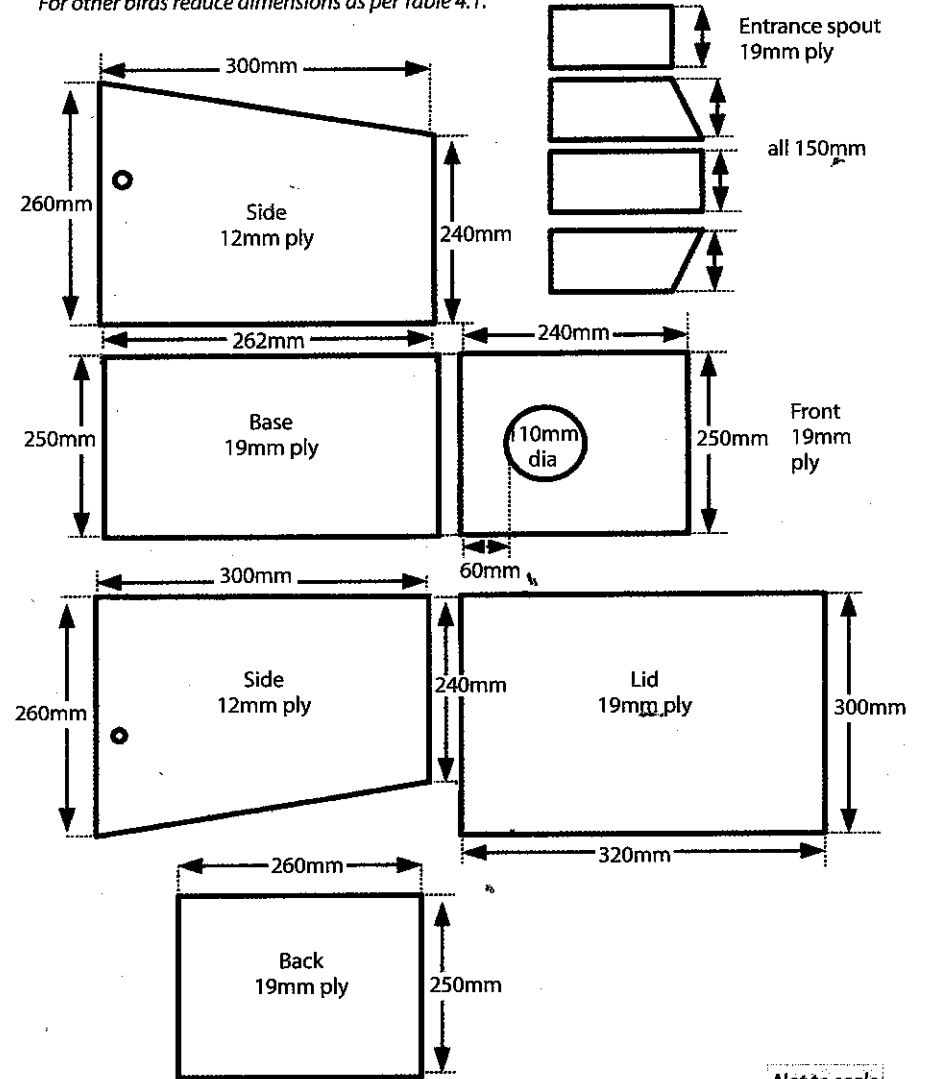 For other birds reduce dimensions as per Table 4.1.
Entrance spout
19mm ply
300mm
all 150mm
260mm
Side
12mm ply
240mm
262mm
240mm
250mm
Base
19mm ply
110mm
dia
250mm
Front
19mm
ply
60mm
300mm
260mm
Side
12mm ply
240mm
Lid
19mm ply
300mm
320mm
260mm
Back
19mm ply
250mm
Not to scale